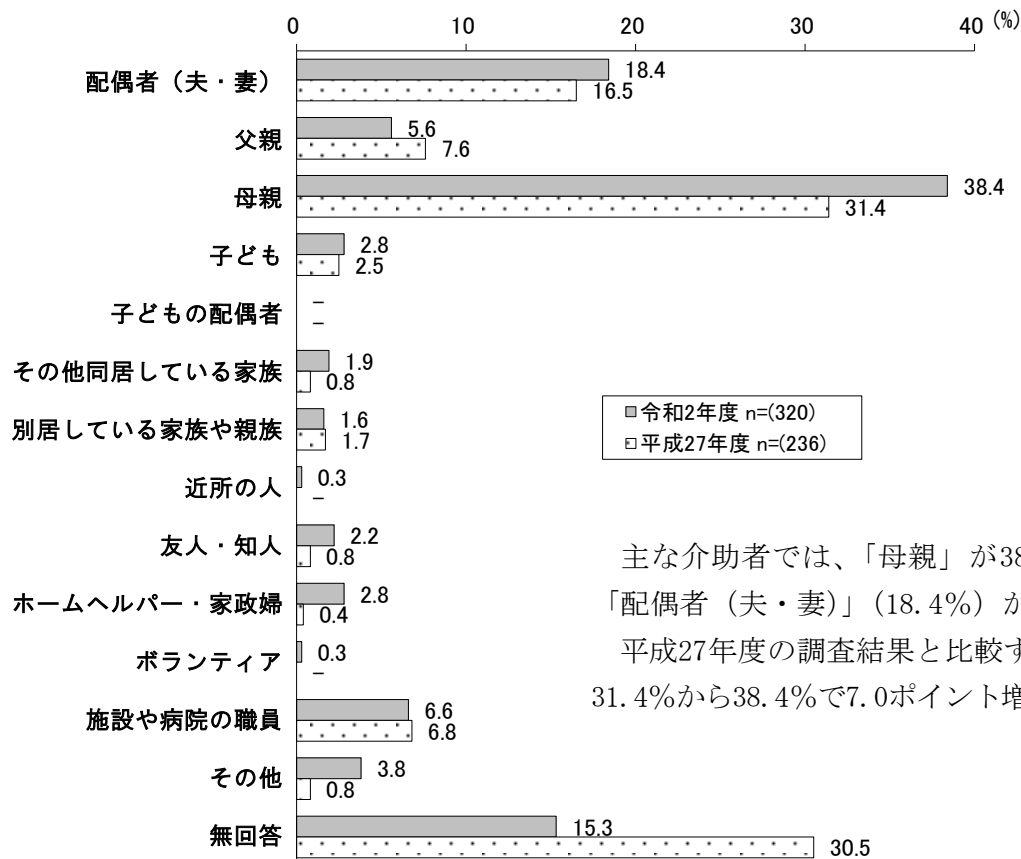 0 10 20 30 40 (%)
配偶者（夫・妻） 18.4
16.5
父親 5.6
7.6
母親 38.4
31.4
子ども 2.8
2.5
子どもの配偶者 –
–
その他同居している家族 1.9
0.8
別居している家族や親族 1.6
1.7
近所の人 0.3
–
友人・知人 2.2
0.8
ホームヘルパー・家政婦 2.8
0.4
ボランティア 0.3
–
施設や病院の職員 6.6
6.8
その他 3.8
0.8
無回答 15.3
30.5
令和2年度 n=(320)
平成27年度 n=(236)
主な介助者では、「母親」が38
「配偶者（夫・妻）」（18.4%）か
平成27年度の調査結果と比較す
31.4%から38.4%で7.0ポイント増